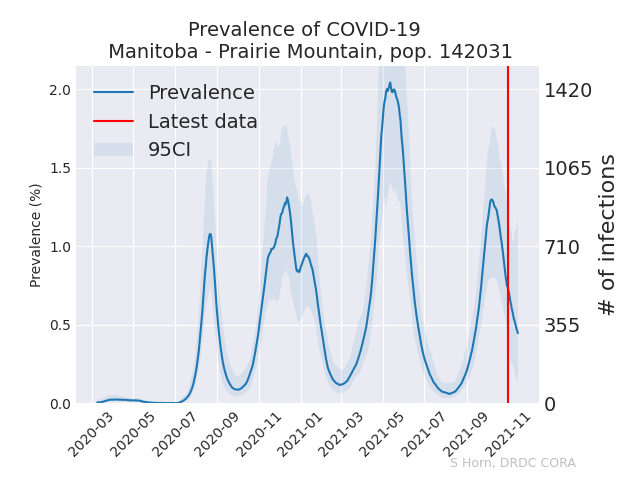 Prevalence of COVID-19
Manitoba - Prairie Mountain, pop. 142031
Prevalence
Latest data
95CI
Prevalence (%)
2.0
1.5
1.0
0.5
0.0
1420
1065
710
355
0
# of infections
2020-03
2020-05
2020-07
2020-09
2020-11
2021-01
2021-03
2021-05
2021-07
2021-09
2021-11
S Horn, DRDC CORA